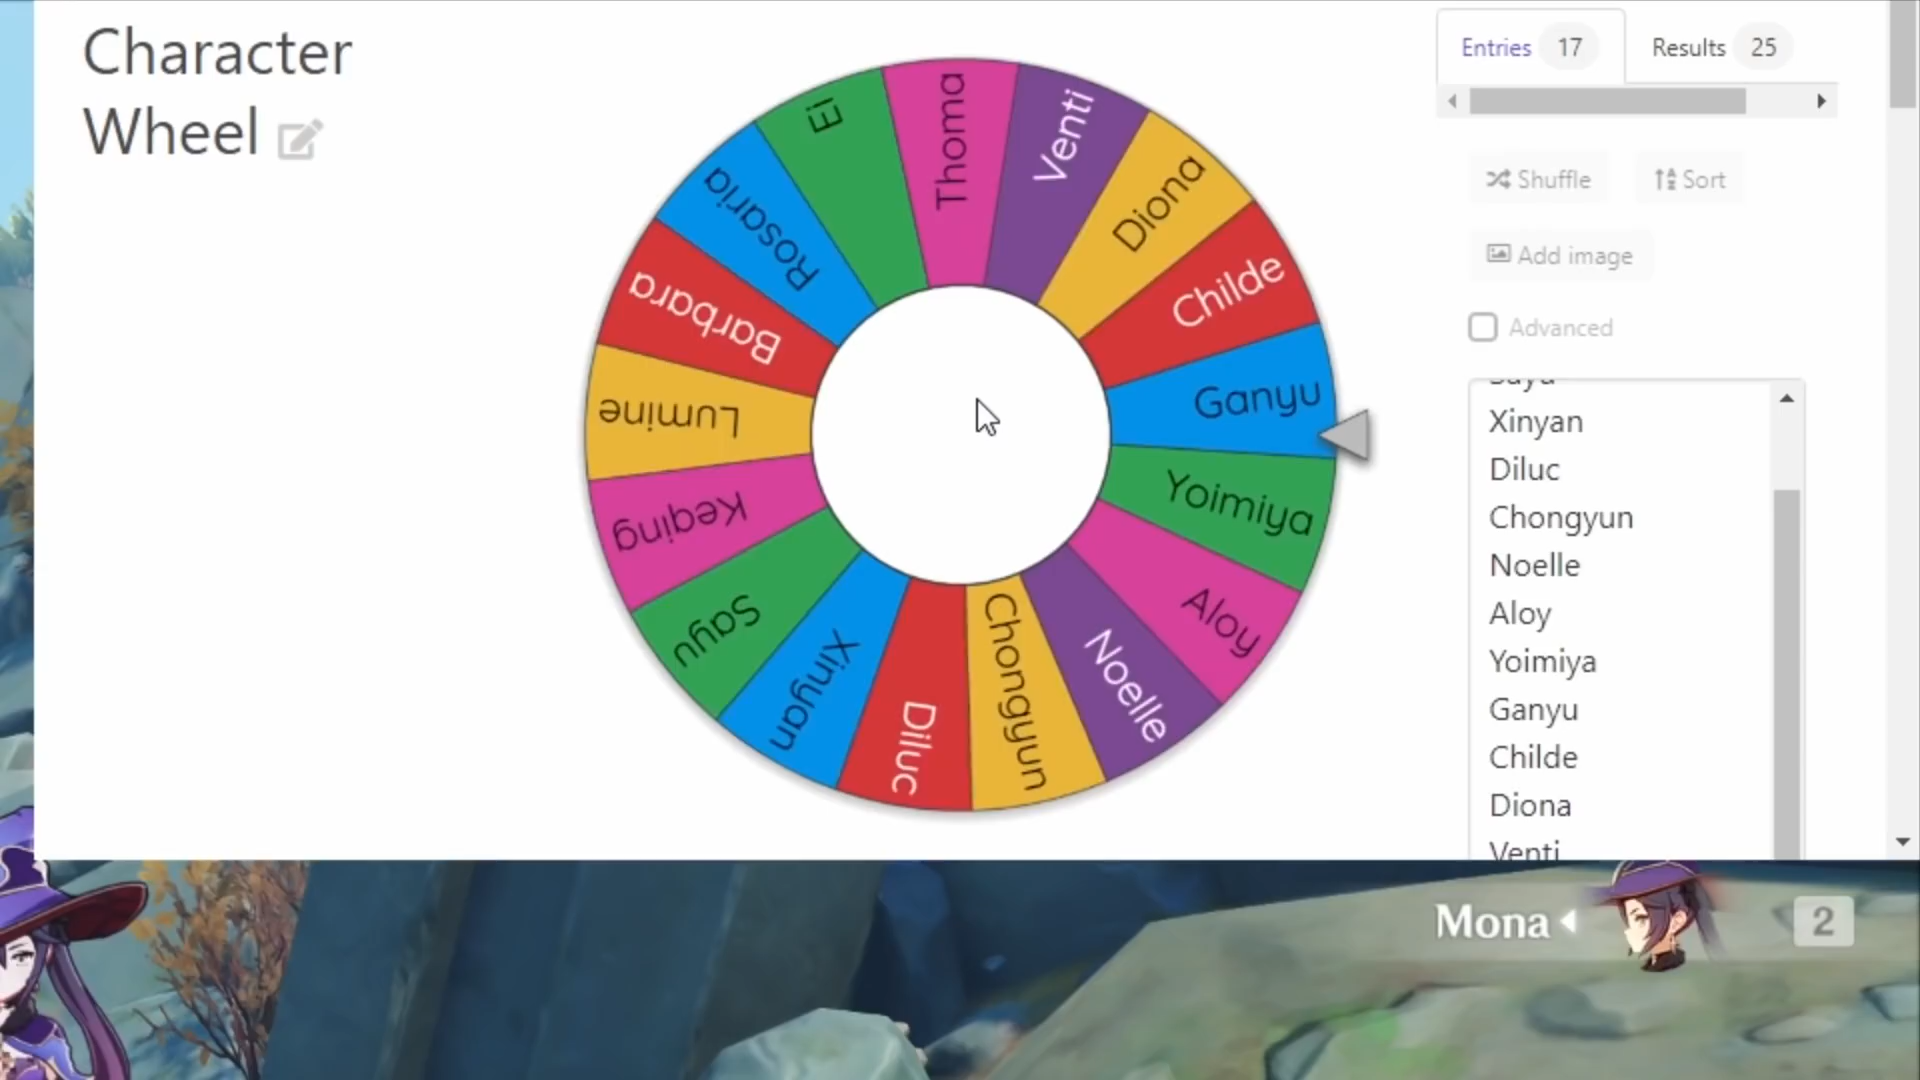 Character
Wheel
Entries 17
Results 25
Shuffle
Sort
Add image
Advanced
Thoma
Venti
Diona
Childe
Ganyu
Yoimiya
Aloy
Noelle
Chongyun
Diluc
Xinyan
Sayu
Keqing
Lumine
Barbara
Rosaria
Ei
Sayu
Xinyan
Diluc
Chongyun
Noelle
Aloy
Yoimiya
Ganyu
Childe
Diona
Venti
Mona
2